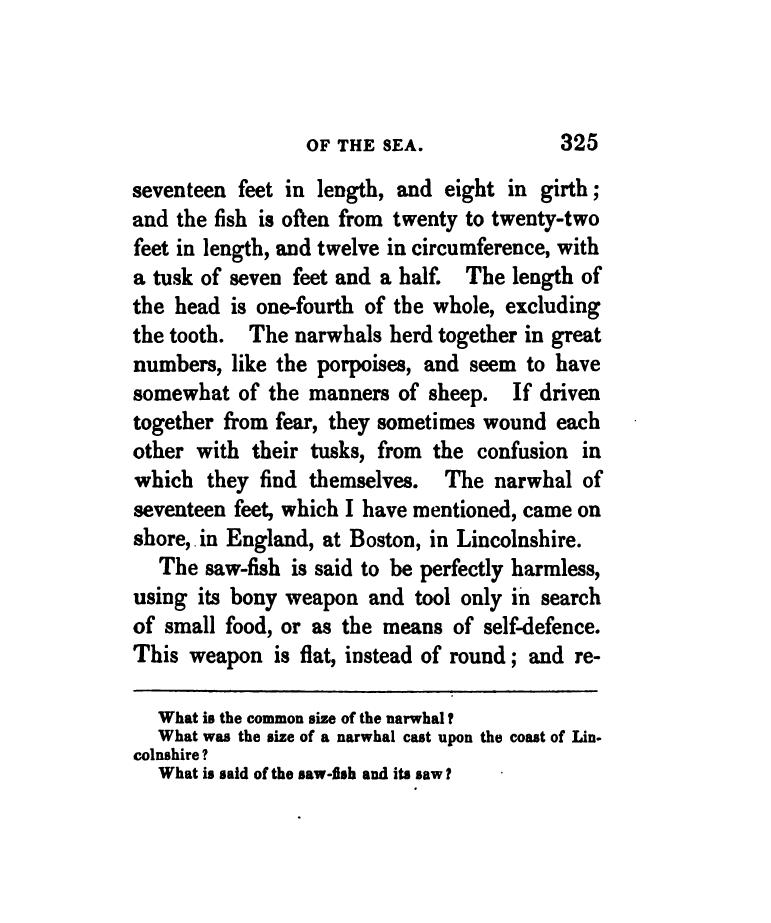 OF THE SEA. 325
seventeen feet in length, and eight in girth;
and the fish is often from twenty to twenty-two
feet in length, and twelve in circumference, with
a tusk of seven feet and a half. The length of
the head is one-fourth of the whole, excluding
the tooth. The narwhals herd together in great
numbers, like the porpoises, and seem to have
somewhat of the manners of sheep. If driven
together from fear, they sometimes wound each
other with their tusks, from the confusion in
which they find themselves. The narwhal of
seventeen feet, which I have mentioned, came on
shore, in England, at Boston, in Lincolnshire.
The saw-fish is said to be perfectly harmless,
using its bony weapon and tool only in search
of small food, or as the means of self-defence.
This weapon is flat, instead of round; and re-
What is the common size of the narwhal?
What was the size of a narwhal cast upon the coast of Lin-
colnshire?
What is said of the saw-fish and its saw?